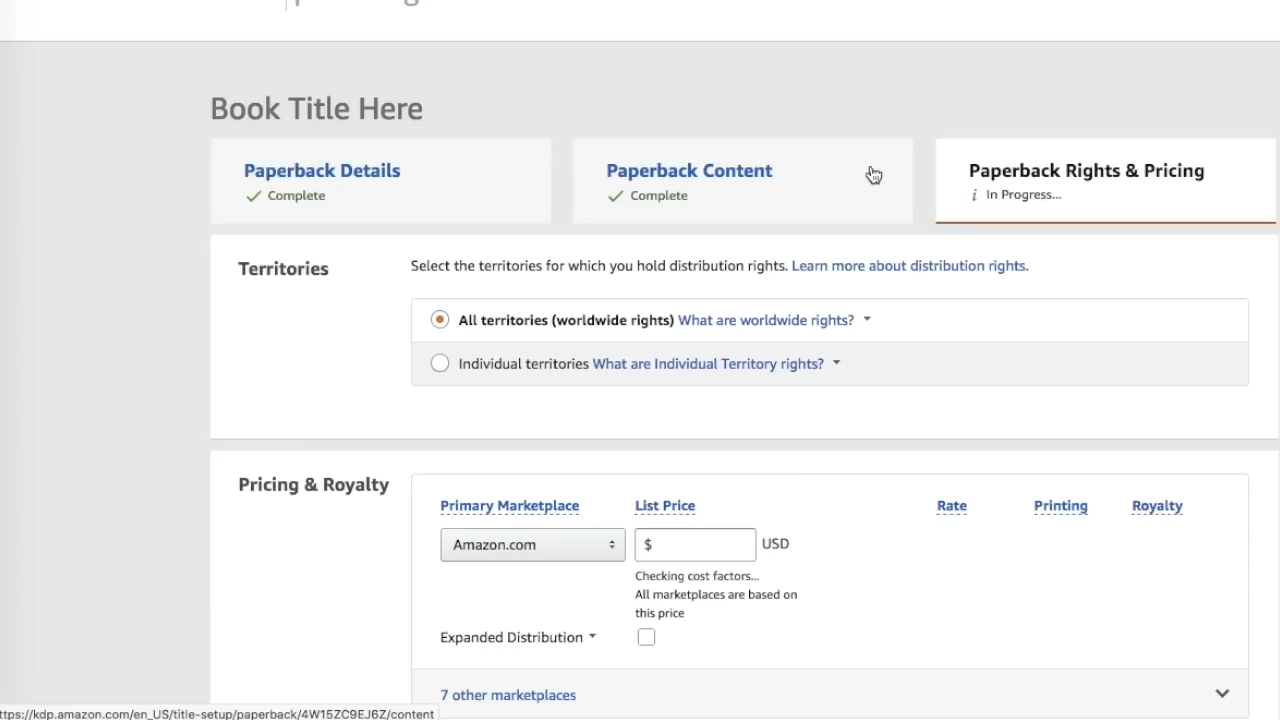 Book Title Here
Paperback Details
Complete
Paperback Content
Complete
Paperback Rights & Pricing
i In Progress...
Territories
Select the territories for which you hold distribution rights. Learn more about distribution rights.
All territories (worldwide rights) What are worldwide rights?
Individual territories What are Individual Territory rights?
Pricing & Royalty
Primary Marketplace List Price Rate Printing Royalty
Amazon.com $ USD
Checking cost factors...
All marketplaces are based on
this price
Expanded Distribution
7 other marketplaces
ttps://kdp.amazon.com/en_US/title-setup/paperback/4W15ZC9EJ6Z/content